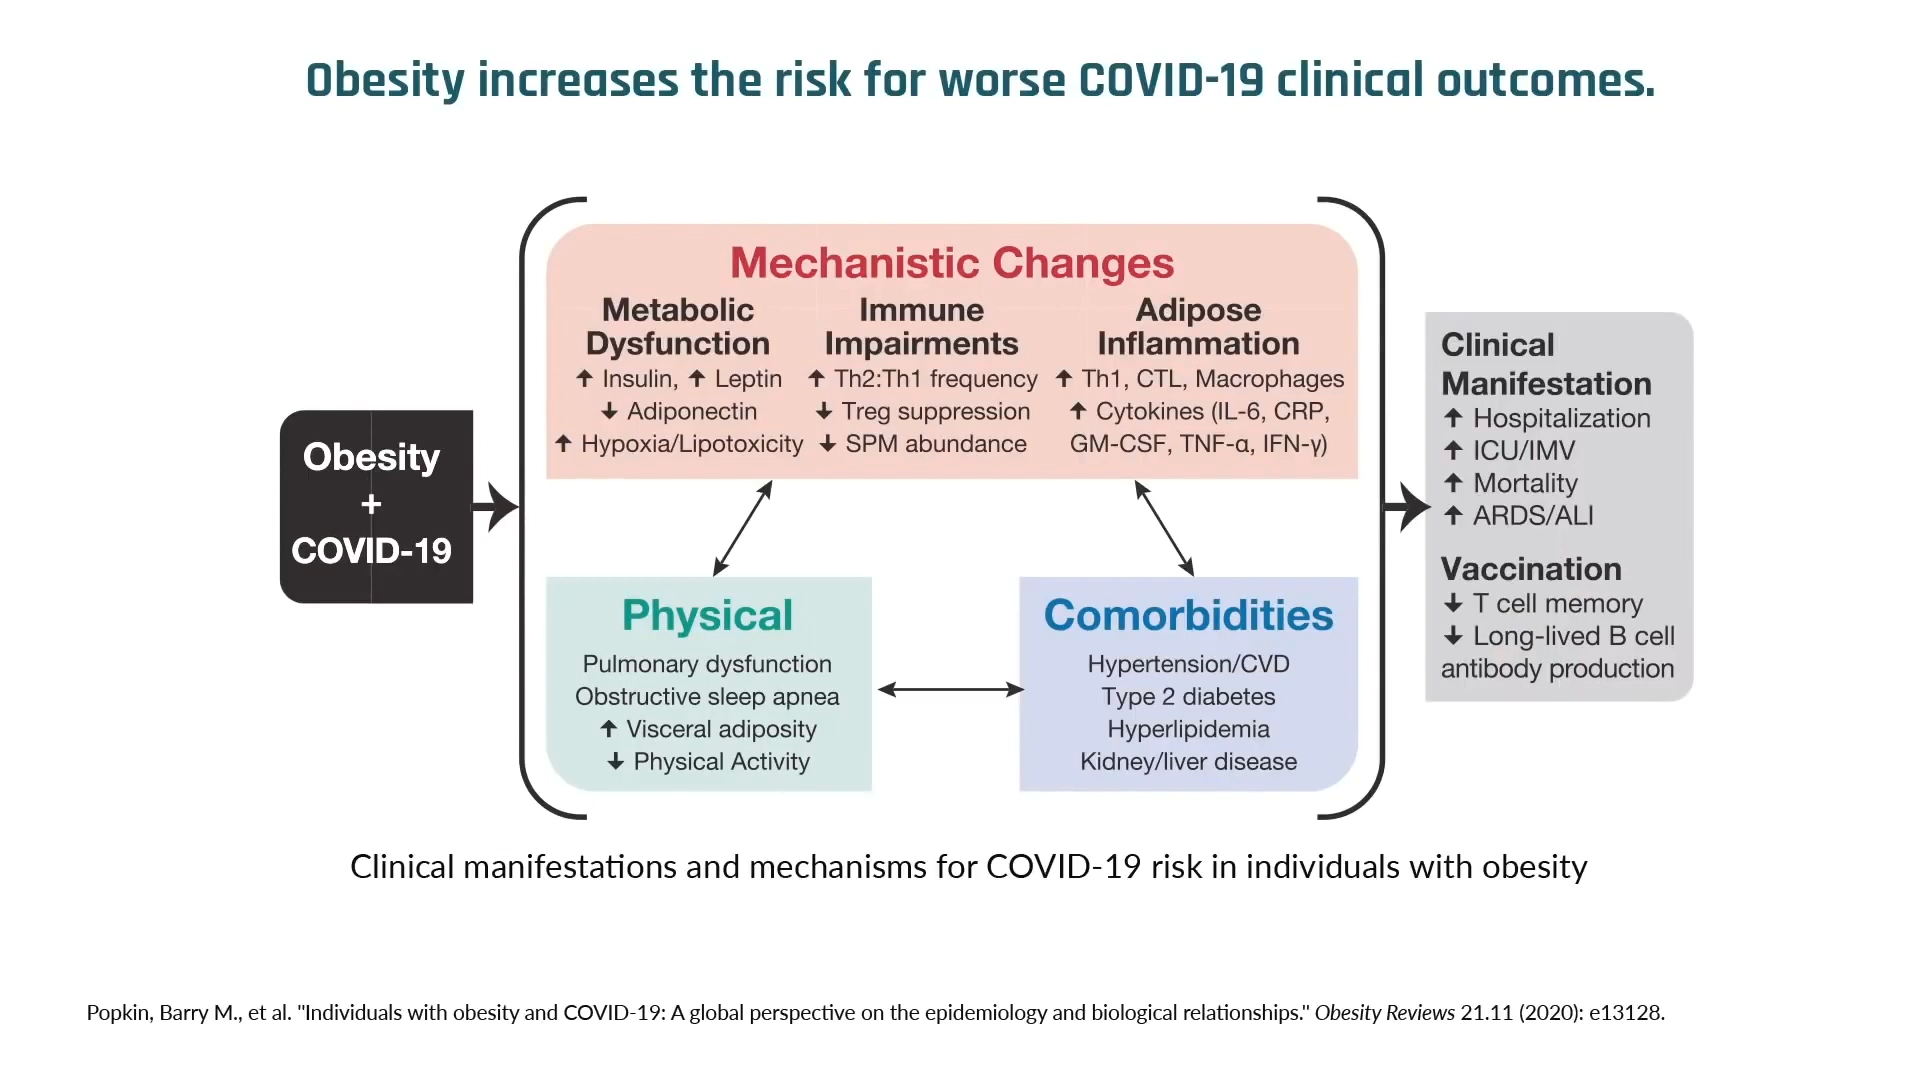 Obesity increases the risk for worse COVID-19 clinical outcomes.
Obesity
+
COVID-19
Mechanistic Changes
Metabolic
Dysfunction
↑ Insulin, ↑ Leptin
↓ Adiponectin
↑ Hypoxia/Lipotoxicity
Immune
Impairments
↑ Th2:Th1 frequency
↓ Treg suppression
↓ SPM abundance
Adipose
Inflammation
↑ Th1, CTL, Macrophages
↑ Cytokines (IL-6, CRP,
GM-CSF, TNF-α, IFN-γ)
Physical
Pulmonary dysfunction
Obstructive sleep apnea
↑ Visceral adiposity
↓ Physical Activity
Comorbidities
Hypertension/CVD
Type 2 diabetes
Hyperlipidemia
Kidney/liver disease
Clinical
Manifestation
↑ Hospitalization
↑ ICU/IMV
↑ Mortality
↑ ARDS/ALI
Vaccination
↓ T cell memory
↓ Long-lived B cell
antibody production
Clinical manifestations and mechanisms for COVID-19 risk in individuals with obesity
Popkin, Barry M., et al. "Individuals with obesity and COVID-19: A global perspective on the epidemiology and biological relationships." Obesity Reviews 21.11 (2020): e13128.